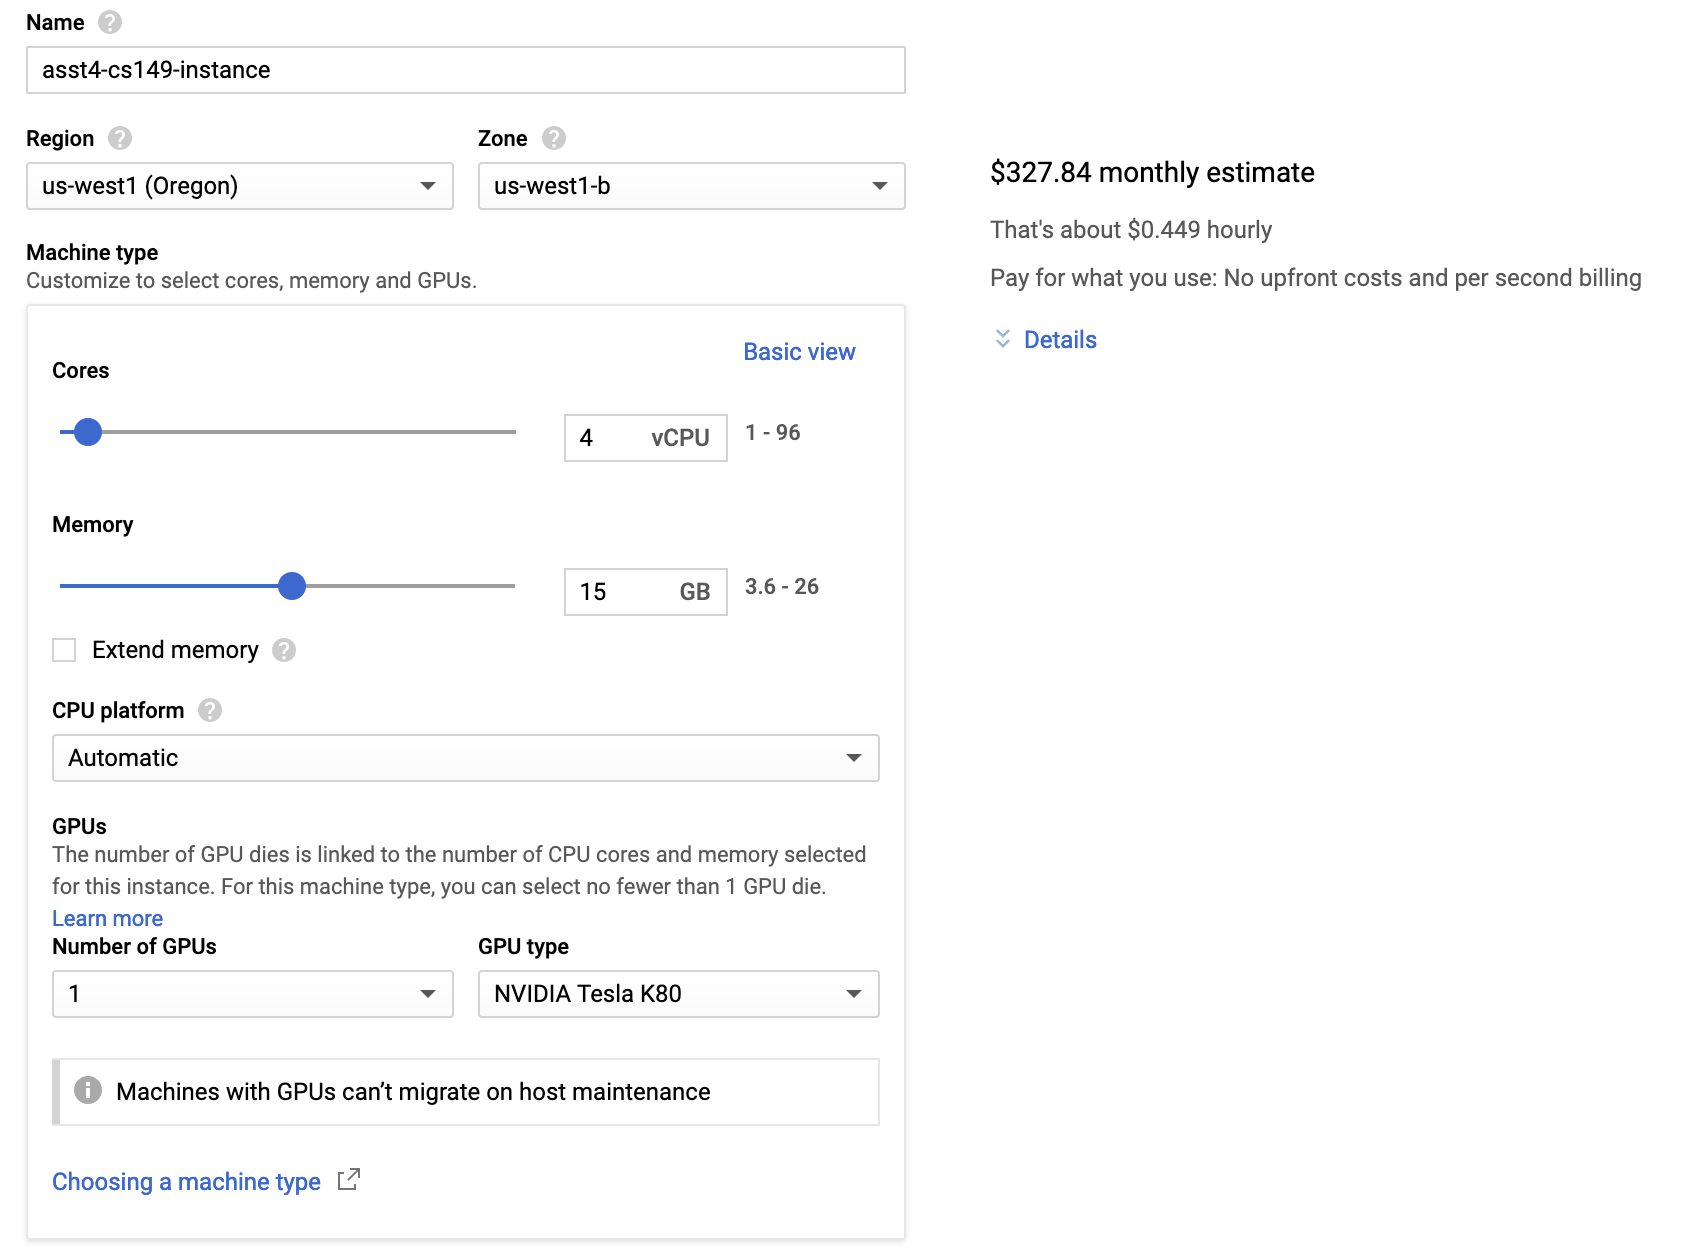 Name
asst4-cs149-instance
Region
Zone
us-west1 (Oregon)
us-west1-b
Machine type
Customize to select cores, memory and GPUs.
Basic view
Cores
4 vCPU
1 - 96
Memory
15 GB
3.6 - 26
Extend memory
CPU platform
Automatic
GPUs
The number of GPU dies is linked to the number of CPU cores and memory selected
for this instance. For this machine type, you can select no fewer than 1 GPU die.
Learn more
Number of GPUs
GPU type
1
NVIDIA Tesla K80
Machines with GPUs can’t migrate on host maintenance
Choosing a machine type
$327.84 monthly estimate
That's about $0.449 hourly
Pay for what you use: No upfront costs and per second billing
Details